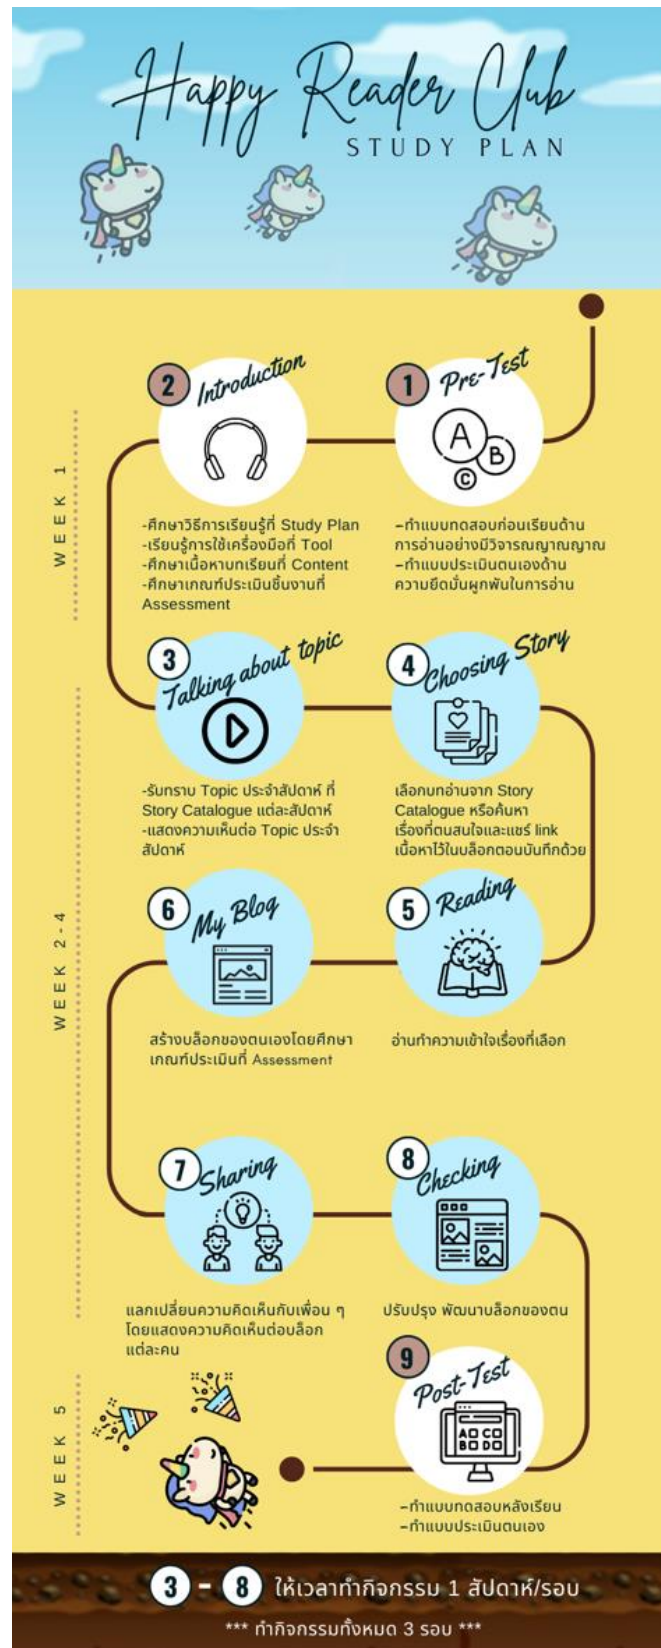 Happy Reader Club
STUDY PLAN
WEEK 1
1
Pre-Test
A
B
C
–ทำแบบทดสอบก่อนเรียนด้าน
การอ่านอย่างมีวิจารณญาณญาณ
–ทำแบบประเมินตนเองด้าน
ความยึดมั่นผูกพันในการอ่าน
2
Introduction
-ศึกษาวิธีการเรียนรู้ที่ Study Plan
-เรียนรู้การใช้เครื่องมือที่ Tool
-ศึกษาเนื้อหาบทเรียนที่ Content
-ศึกษาเกณฑ์ประเมินชิ้นงานที่
Assessment
WEEK 2-4
3
Talking about topic
-รับทราบ Topic ประจำสัปดาห์ ที่
Story Catalogue แต่ละสัปดาห์
-แสดงความเห็นต่อ Topic ประจำ
สัปดาห์
4
Choosing Story
เลือกบทอ่านจาก Story
Catalogue หรือค้นหา
เรื่องที่ตนสนใจและแชร์ link
เนื้อหาไว้ในบล็อกตอนบันทึกด้วย
5
Reading
อ่านทำความเข้าใจเรื่องที่เลือก
6
My Blog
สร้างบล็อกของตนเองโดยศึกษา
เกณฑ์ประเมินที่ Assessment
7
Sharing
แลกเปลี่ยนความคิดเห็นกับเพื่อน ๆ
โดยแสดงความคิดเห็นต่อบล็อก
แต่ละคน
8
Checking
ปรับปรุง พัฒนาบล็อกของตน
WEEK 5
9
Post-Test
A C
B D
–ทำแบบทดสอบหลังเรียน
–ทำแบบประเมินตนเอง
3 - 8 ให้เวลาทำกิจกรรม 1 สัปดาห์/รอบ
*** ทำกิจกรรมทั้งหมด 3 รอบ ***